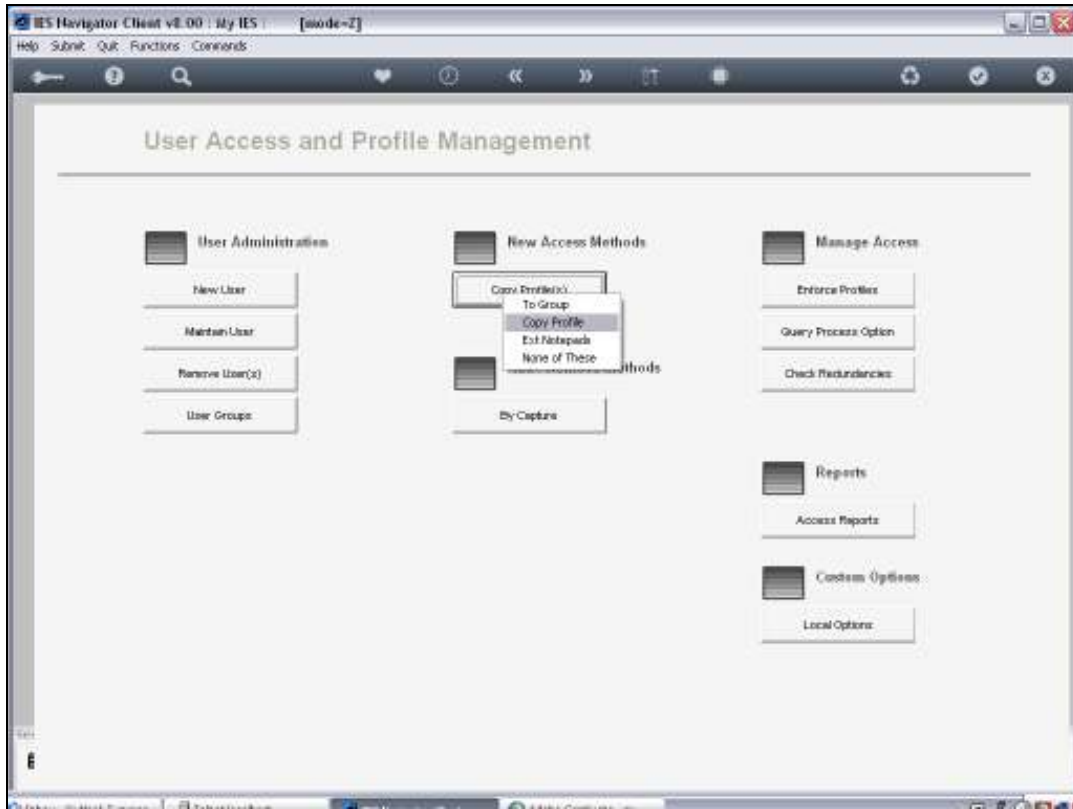 IES Navigator Client v8.00 : My IES : [mode=Z]
Help Submit Quit Functions Commands
User Access and Profile Management
User Administration
New User
Maintain User
Remove User(s)
User Groups
New Access Methods
Copy Profile(s)
To Group
Copy Profile
Ext Notepads
None of These
Methods
By Capture
Manage Access
Enforce Profiles
Query Process Option
Check Redundancies
Reports
Access Reports
Custom Options
Local Options